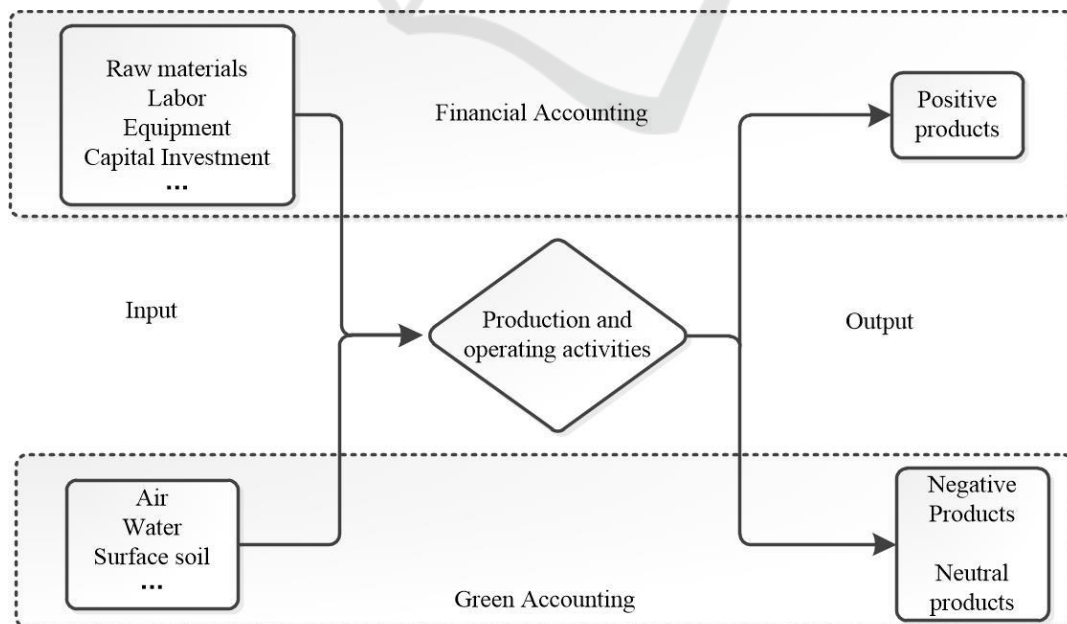 Raw materials
Labor
Equipment
Capital Investment
...
Financial Accounting
Positive
products
Input
Production and
operating activities
Output
Air
Water
Surface soil
...
Green Accounting
Negative
Products
Neutral
products